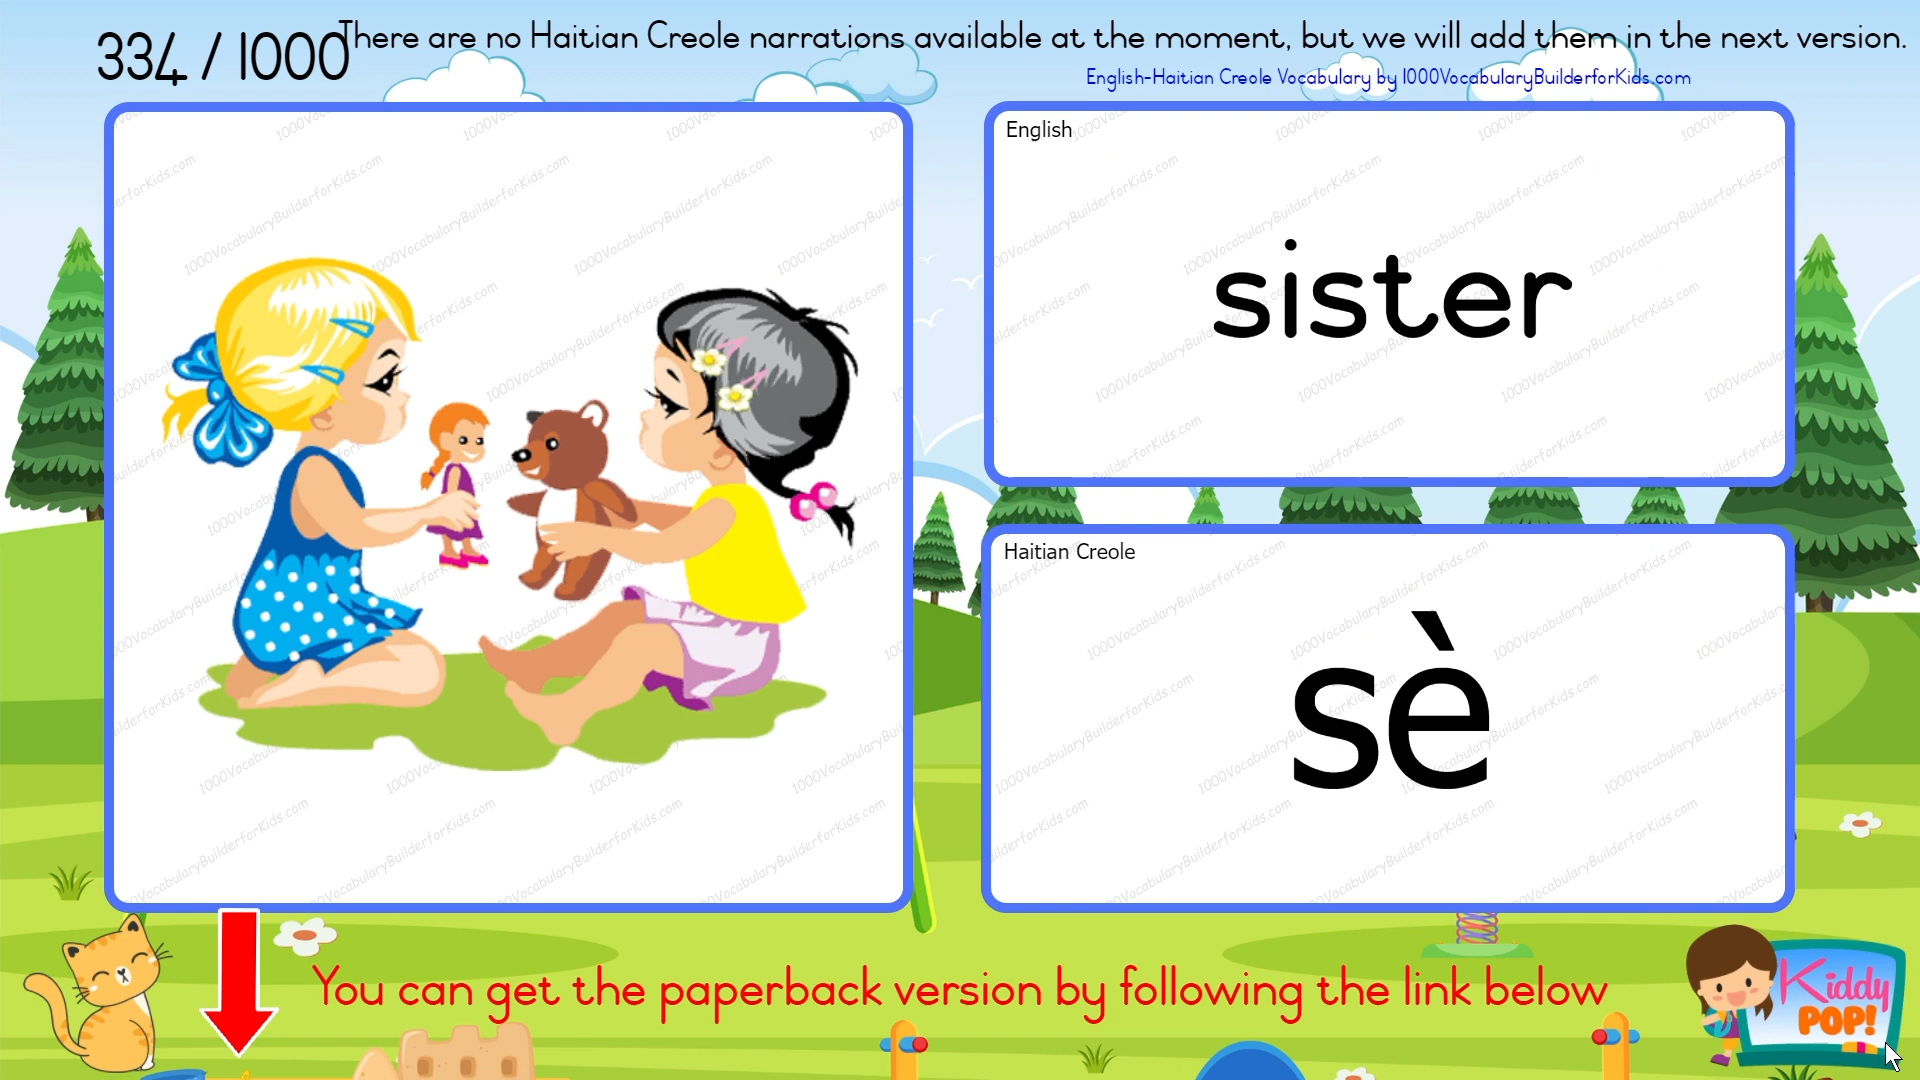 334 / 1000
There are no Haitian Creole narrations available at the moment, but we will add them in the next version.
English-Haitian Creole Vocabulary by 1000VocabularyBuilderforKids.com
English
sister
Haitian Creole
sè
You can get the paperback version by following the link below
Kiddy
POP!
1000VocabularyBuilderforKids.com